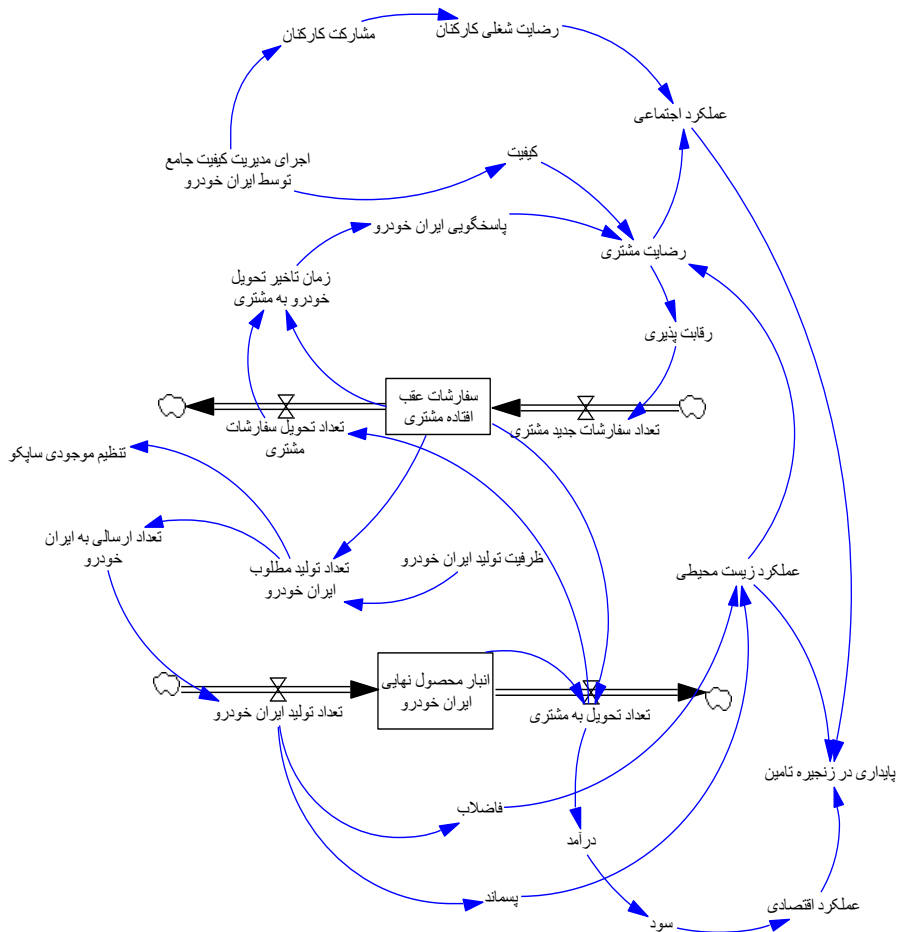 رضایت شغلی کارکنان
مشارکت کارکنان
عملکرد اجتماعی
کیفیت
اجرای مدیریت کیفیت جامع
توسط ایران خودرو
پاسخگویی ایران خودرو
رضایت مشتری
زمان تاخیر تحویل
خودرو به مشتری
رقابت پذیری
سفارشات عقب
افتاده مشتری
تعداد سفارشات جدید مشتری
تعداد تحویل سفارشات
مشتری
تنظیم موجودی ساپکو
تعداد ارسالی به ایران
خودرو
ظرفیت تولید ایران خودرو
تعداد تولید مطلوب
ایران خودرو
عملکرد زیست محیطی
انبار محصول نهایی
ایران خودرو
تعداد تحویل به مشتری
تعداد تولید ایران خودرو
پایداری در زنجیره تامین
فاضلاب
درآمد
پسماند
عملکرد اقتصادی
سود